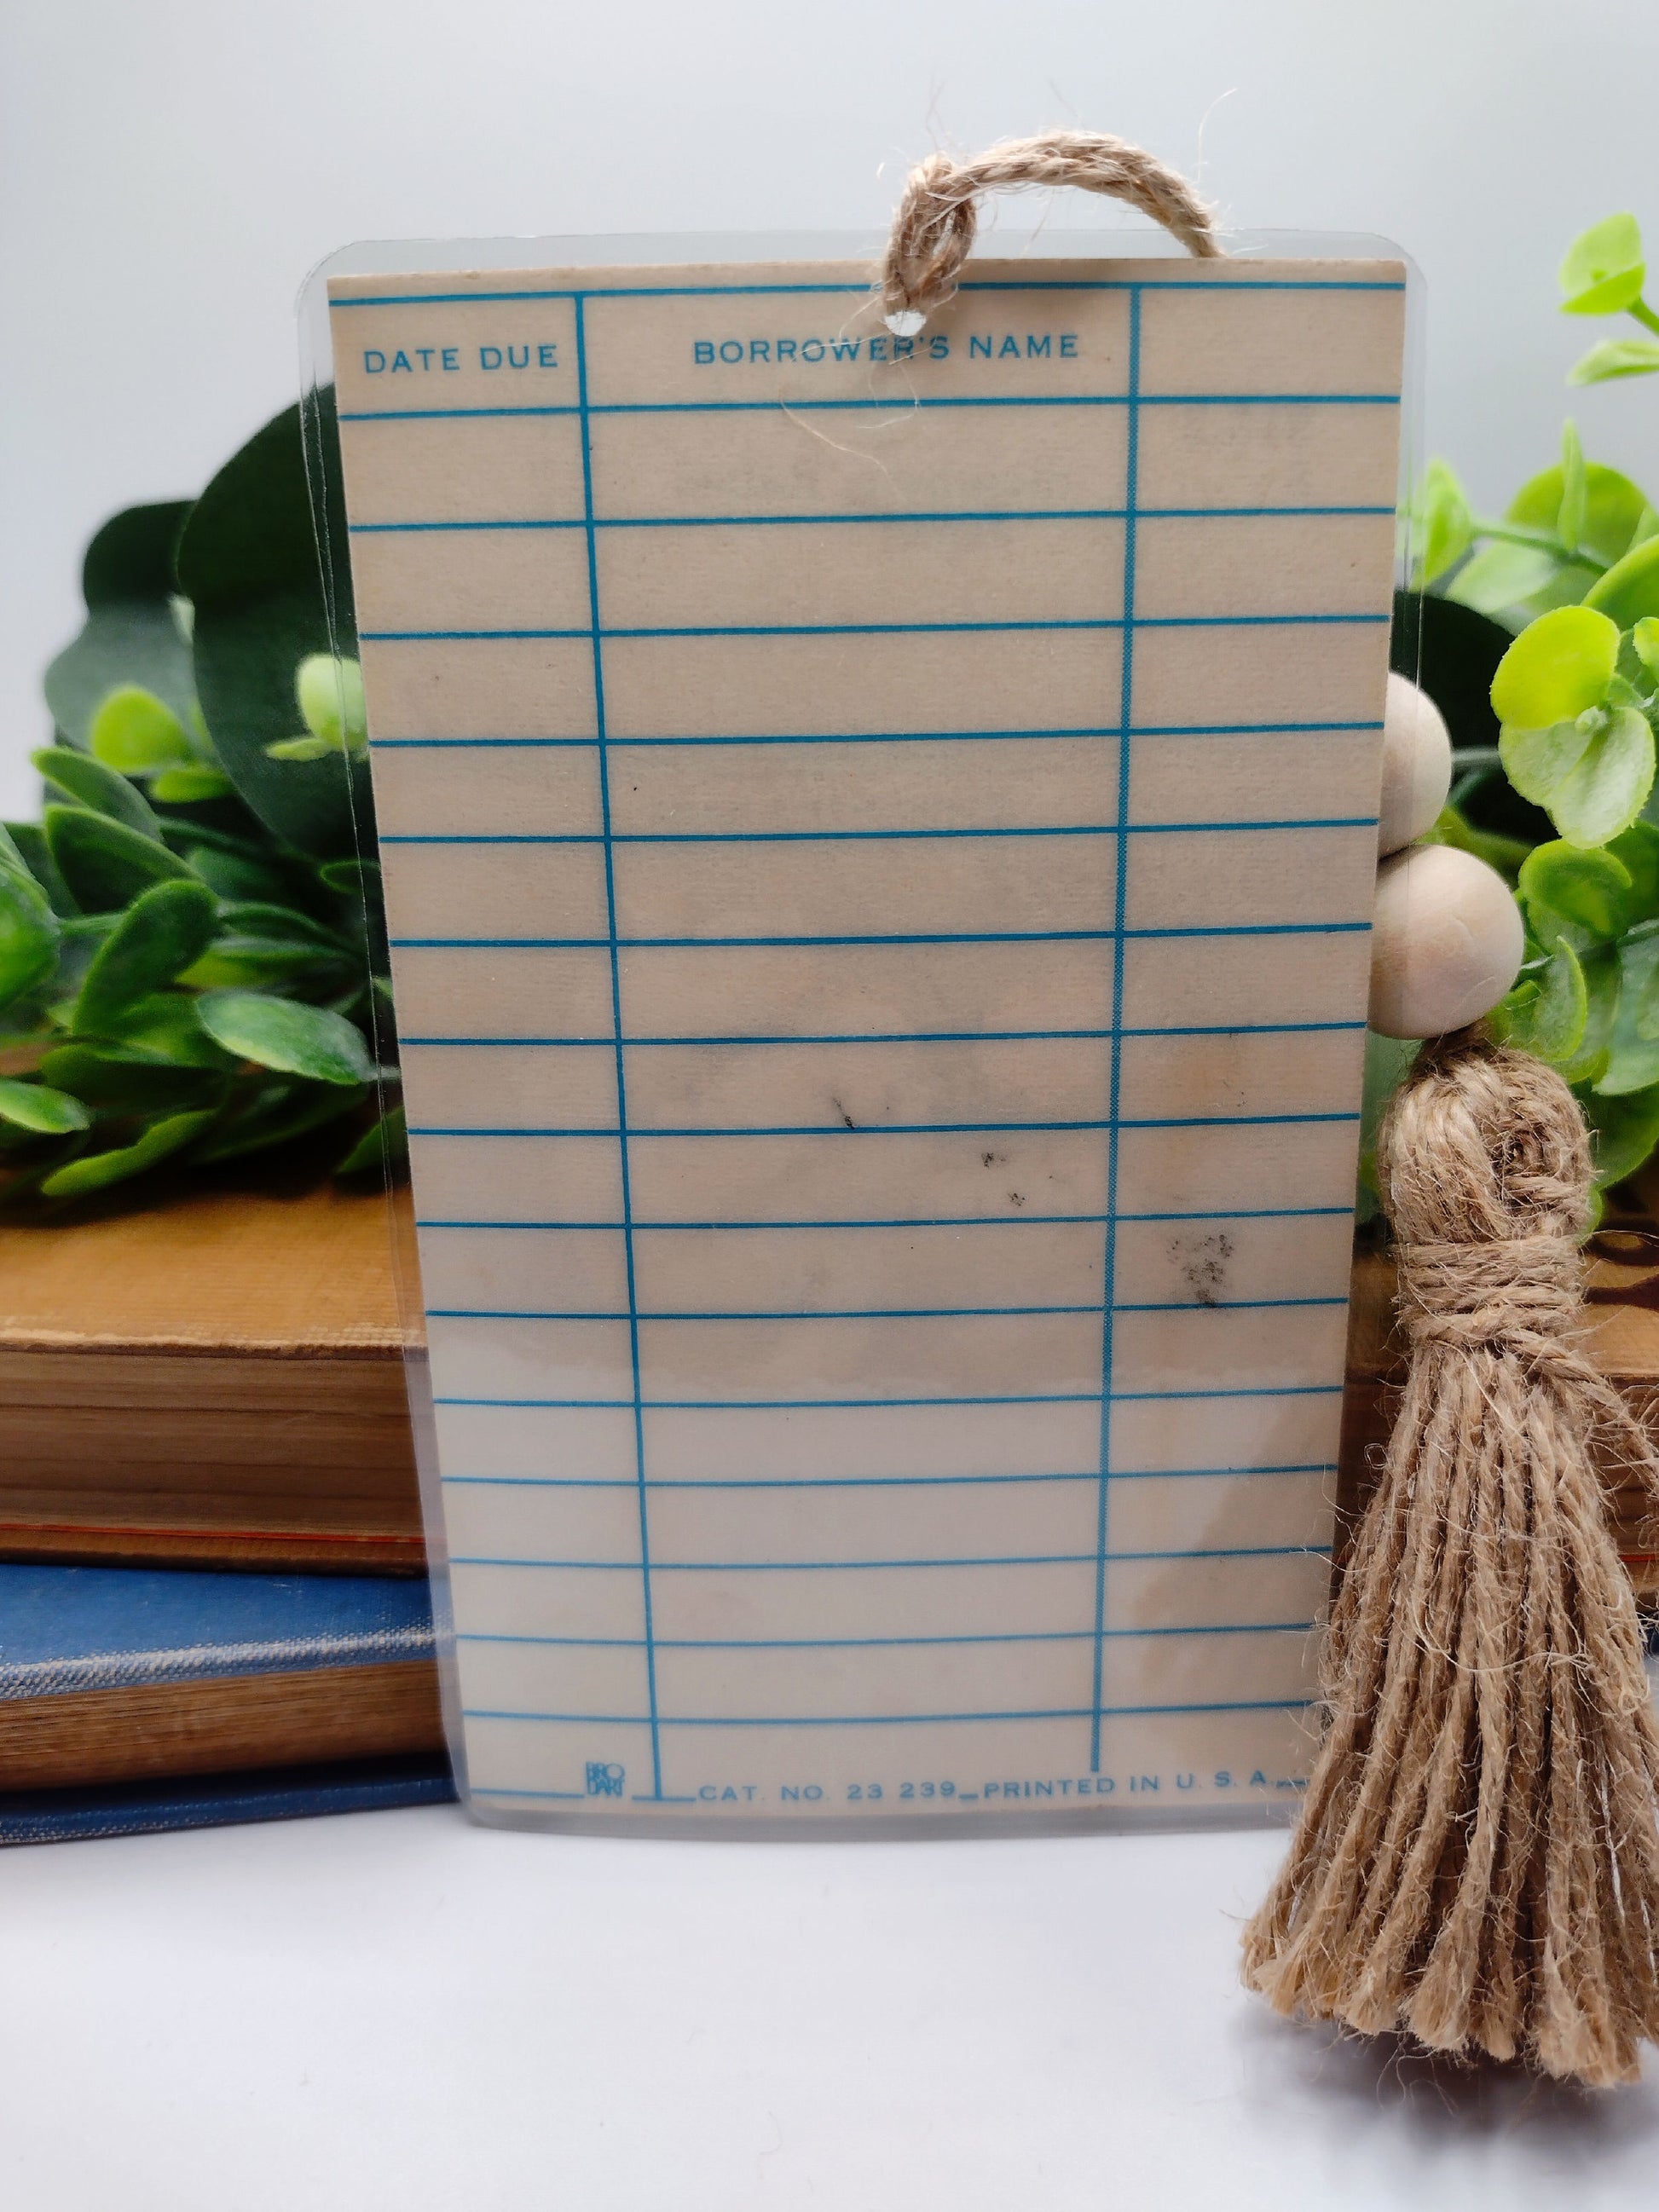 DATE DUE BORROWER'S NAME
BRO DART CAT. NO. 23 239 PRINTED IN U. S. A.